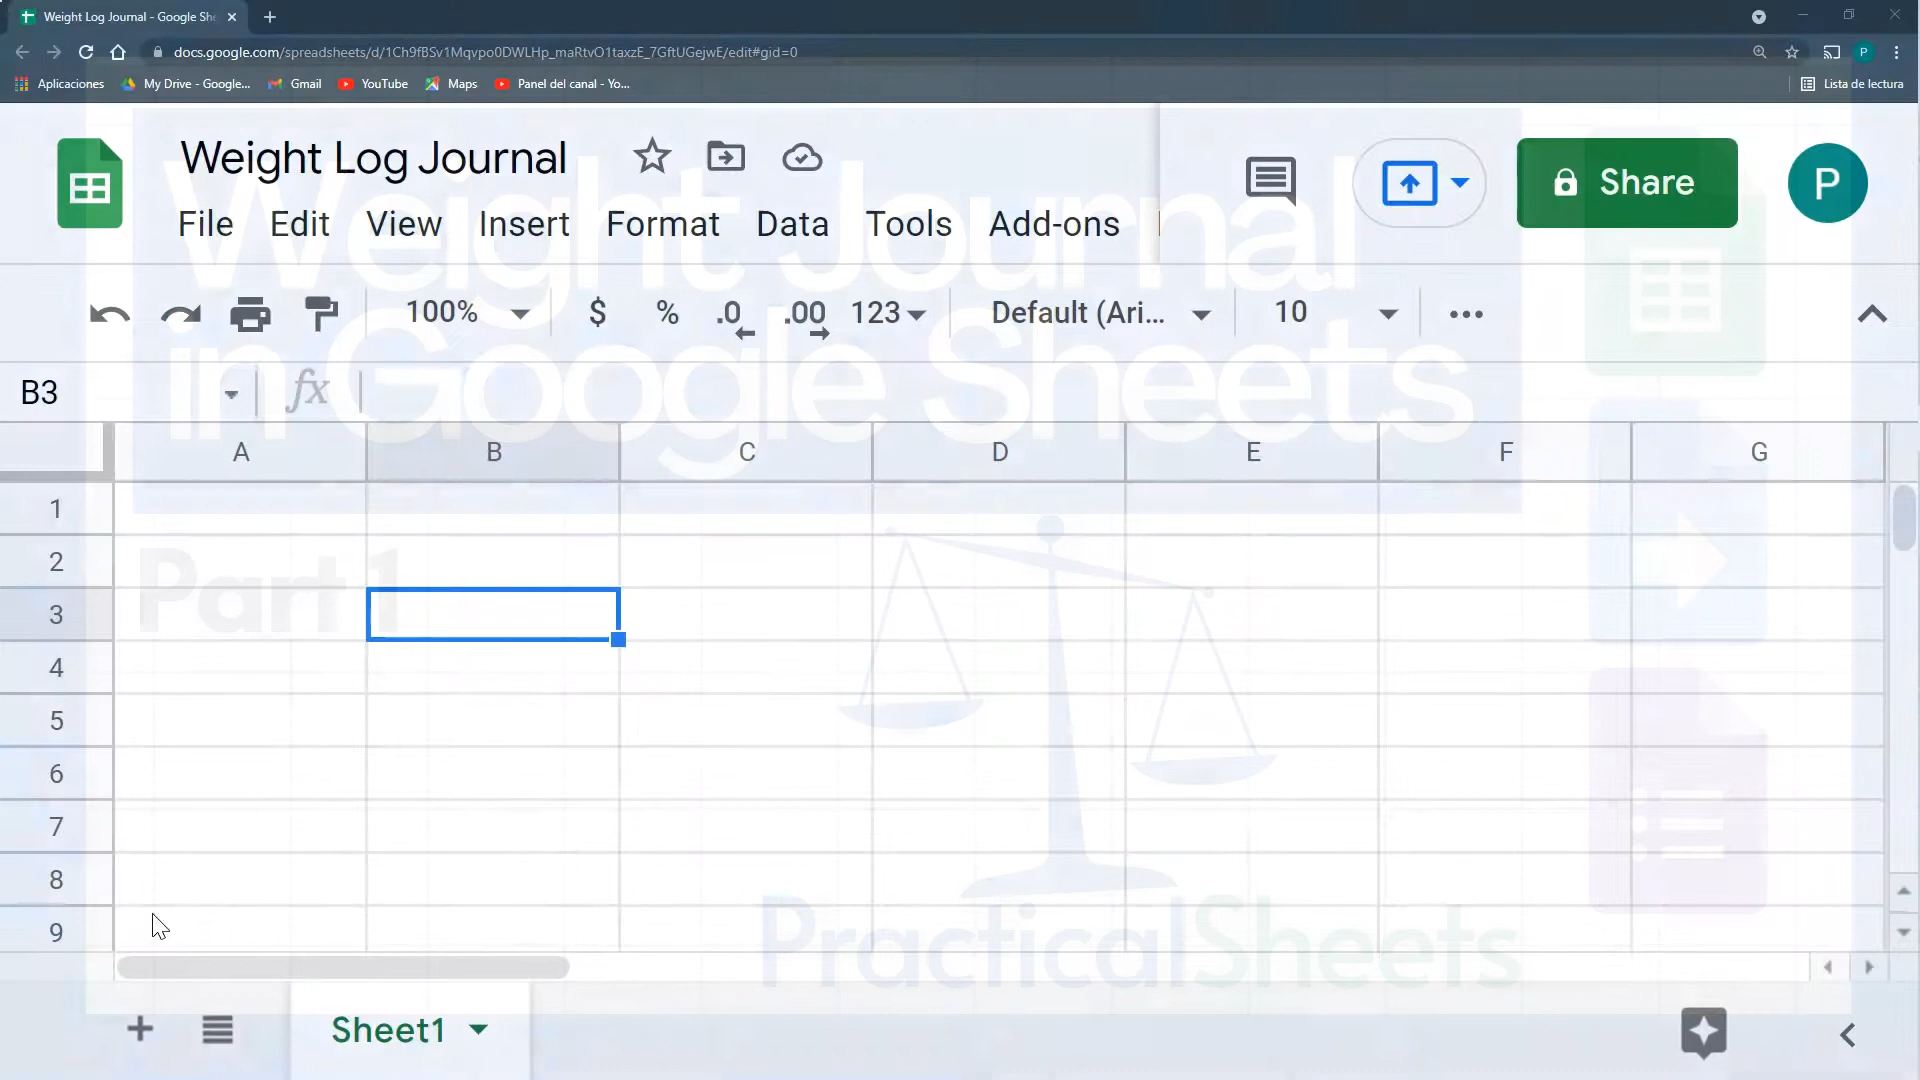 Weight Log Journal - Google She
docs.google.com/spreadsheets/d/1Ch9fBSv1Mqvpo0DWLHp_maRtvO1taxzE_7GftUGejwE/edit#gid=0
P
Aplicaciones My Drive - Google... Gmail YouTube Maps Panel del canal - Yo... Lista de lectura
Weight Log Journal
Share
P
File Edit View Insert Format Data Tools Add-ons
Weight Journal
in Google Sheets
100% $ % .0 .00 123 Default (Ari... 10
B3 fx
A B C D E F G
1
2
Part 1
3
4
5
6
7
8
9
PracticalSheets
Sheet1